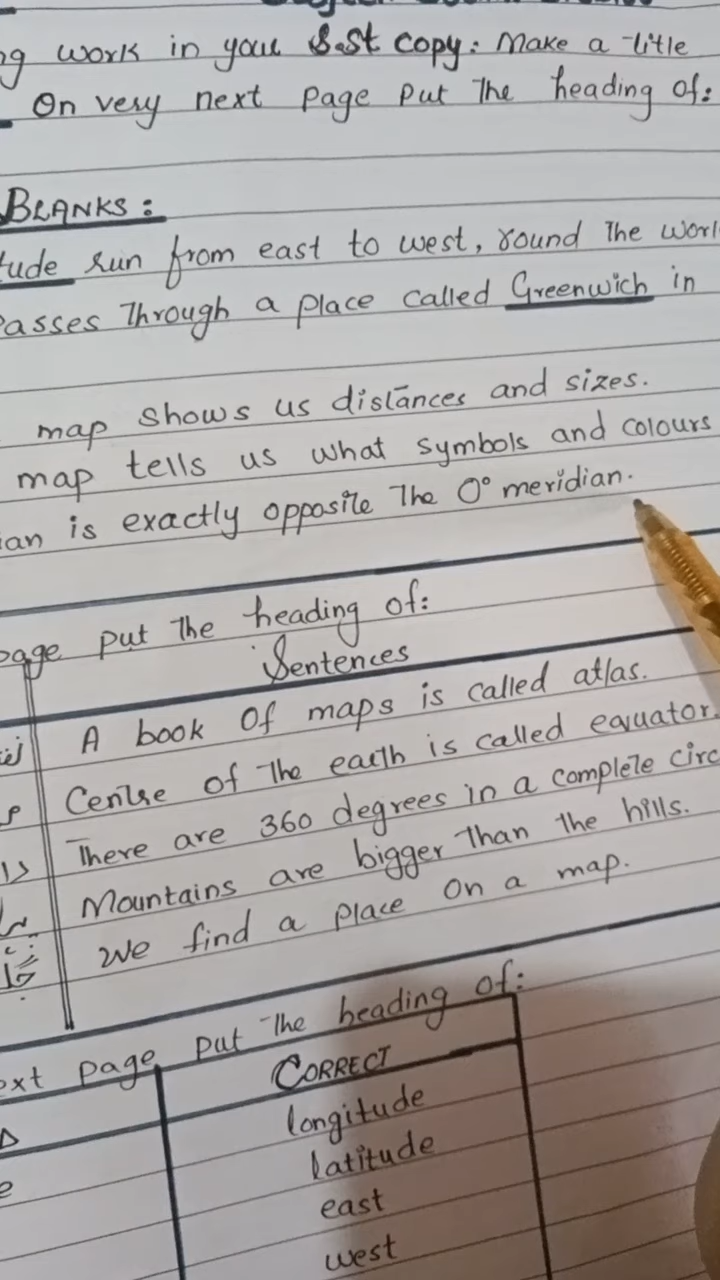 work in your S.St copy: Make a title
On very next page put the heading of:
BLANKS:
tude run from east to west, round the worl
Passes through a place called Greenwich in
map shows us distances and sizes.
map tells us what symbols and colours
ian is exactly opposite the 0° meridian.
page put the heading of:
Sentences
A book of maps is called atlas.
Centre of the earth is called equator.
There are 360 degrees in a complete circ
Mountains are bigger than the hills.
We find a place on a map.
ext page put the heading of:
CORRECT
longitude
latitude
east
west